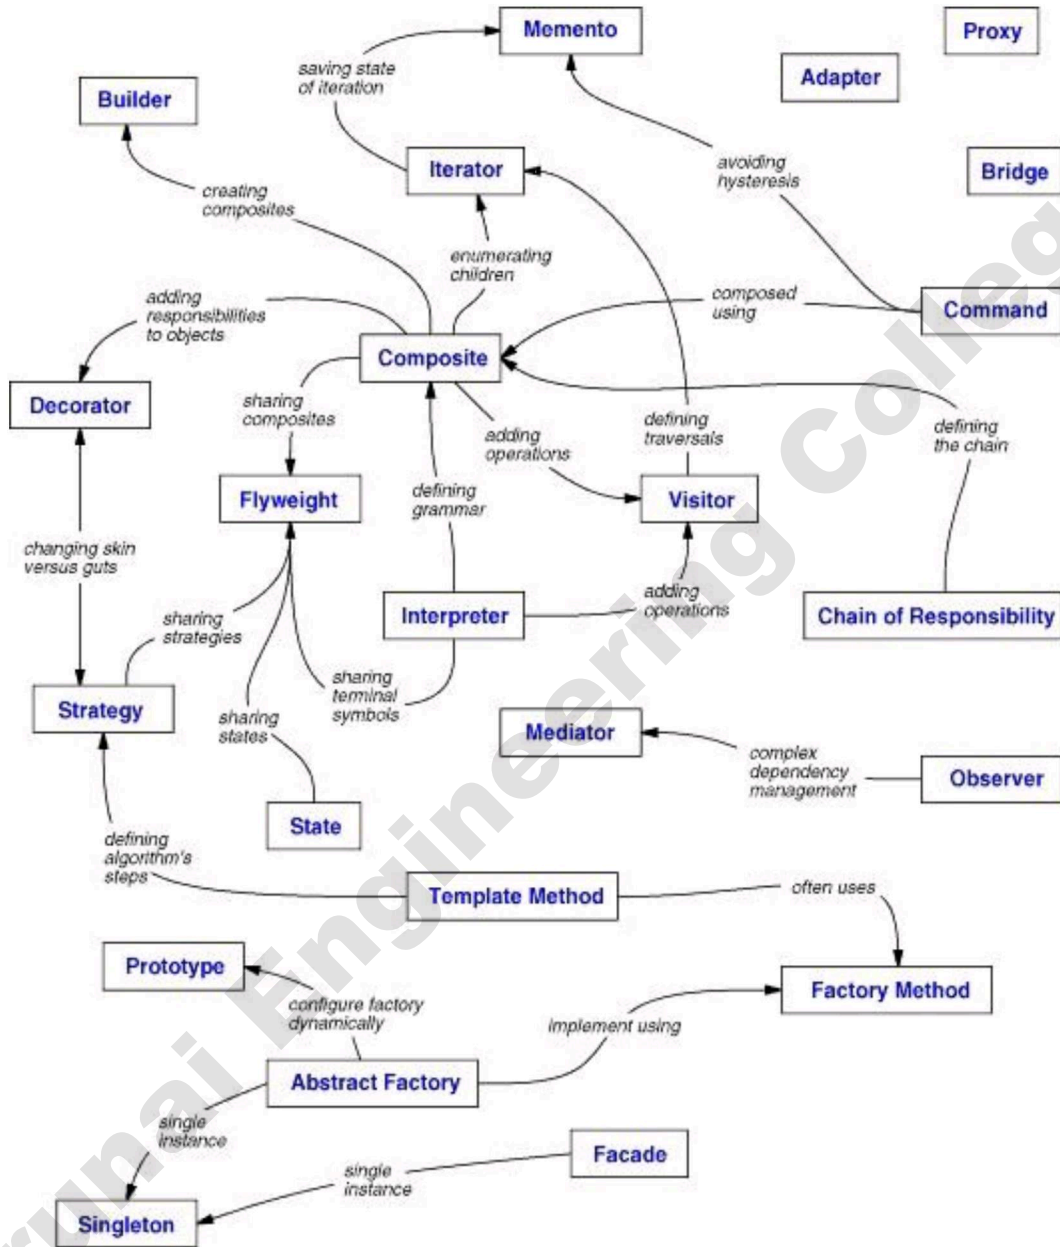 Memento
Proxy
saving state
of iteration
Adapter
Builder
Iterator
avoiding
hysteresis
Bridge
creating
composites
enumerating
children
adding
responsibilities
to objects
composed
using
Command
Composite
Decorator
sharing
composites
adding
operations
defining
traversals
defining
the chain
Flyweight
defining
grammar
Visitor
changing skin
versus guts
sharing
strategies
Interpreter
adding
operations
Chain of Responsibility
Strategy
sharing
states
sharing
terminal
symbols
Mediator
complex
dependency
management
Observer
State
defining
algorithm's
steps
Template Method
often uses
Prototype
configure factory
dynamically
implement using
Factory Method
Abstract Factory
single
instance
Facade
single
instance
Singleton
runai Engineering Colleg